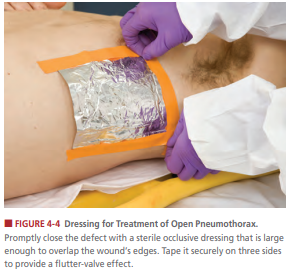 ■ FIGURE 4-4 Dressing for Treatment of Open Pneumothorax.
Promptly close the defect with a sterile occlusive dressing that is large
enough to overlap the wound's edges. Tape it securely on three sides
to provide a flutter-valve effect.